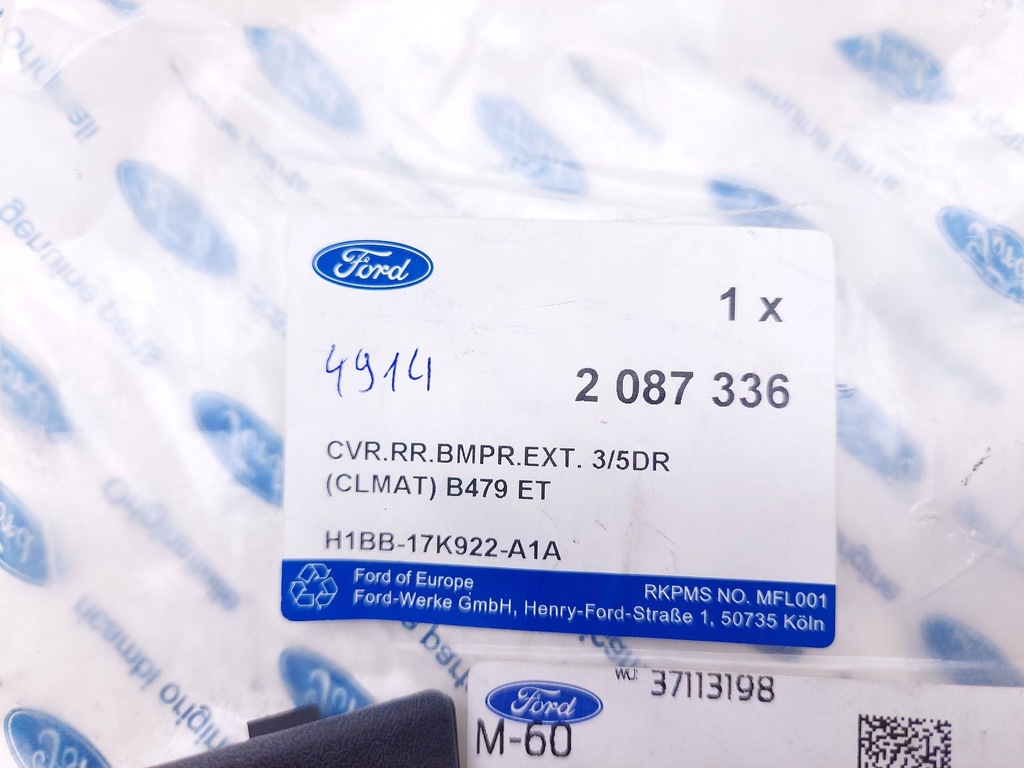 Ford
1 x
4914
2 087 336
CVR.RR.BMPR.EXT. 3/5DR
(CLMAT) B479 ET
H1BB-17K922-A1A
Ford of Europe
RKPMS NO. MFL001
Ford-Werke GmbH, Henry-Ford-Straße 1, 50735 Köln
Ford
WO: 37113198
M-60